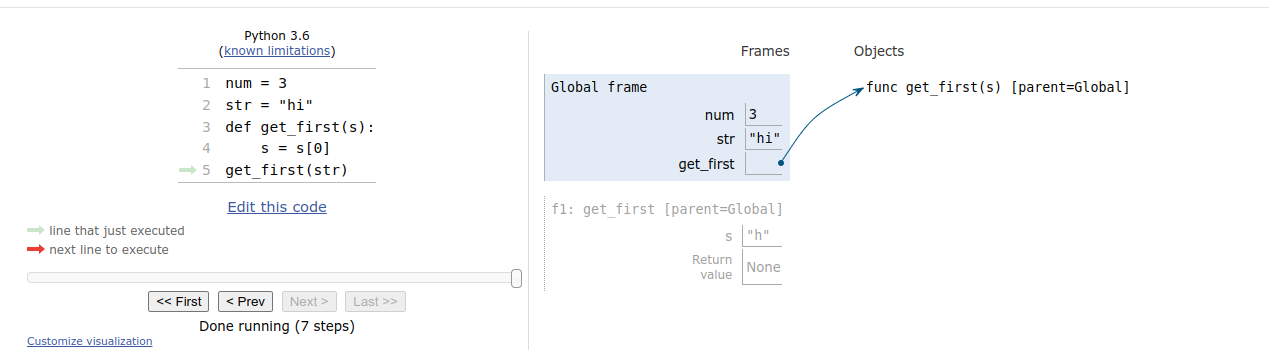 Python 3.6
(known limitations)
1 num = 3
2 str = "hi"
3 def get_first(s):
4     s = s[0]
5 get_first(str)
Edit this code
line that just executed
next line to execute
<< First < Prev Next > Last >>
Done running (7 steps)
Customize visualization
Frames Objects
Global frame
num 3
str "hi"
get_first
func get_first(s) [parent=Global]
f1: get_first [parent=Global]
s "h"
Return
value None